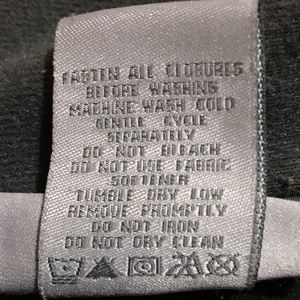 FASTEN ALL CLOSURES
BEFORE WASHING
MACHINE WASH COLD
GENTLE CYCLE
SEPARATELY
DO NOT BLEACH
DO NOT USE FABRIC
SOFTENER
TUMBLE DRY LOW
REMOVE PROMPTLY
DO NOT IRON
DO NOT DRY CLEAN